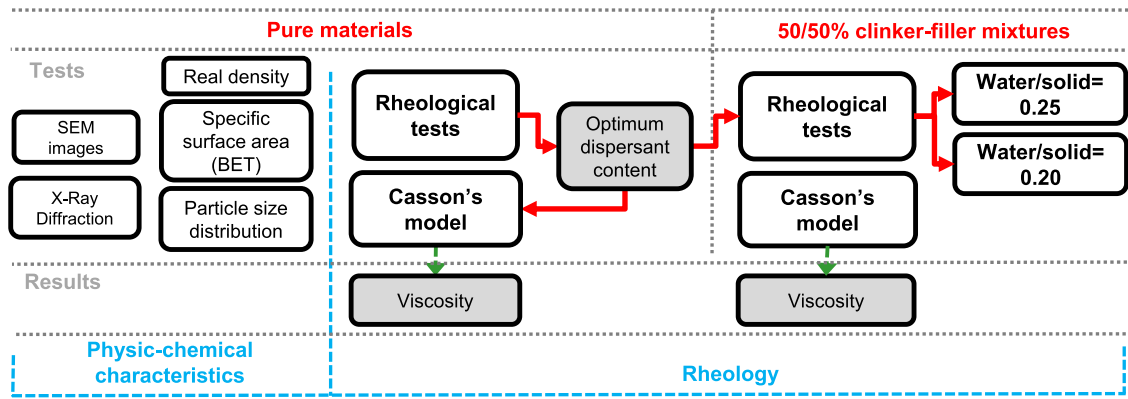 Pure materials
50/50% clinker-filler mixtures
Tests
SEM
images
X-Ray
Diffraction
Real density
Specific
surface area
(BET)
Particle size
distribution
Rheological
tests
Optimum
dispersant
content
Casson's
model
Rheological
tests
Water/solid=
0.25
Water/solid=
0.20
Casson's
model
Results
Viscosity
Viscosity
Physic-chemical
characteristics
Rheology